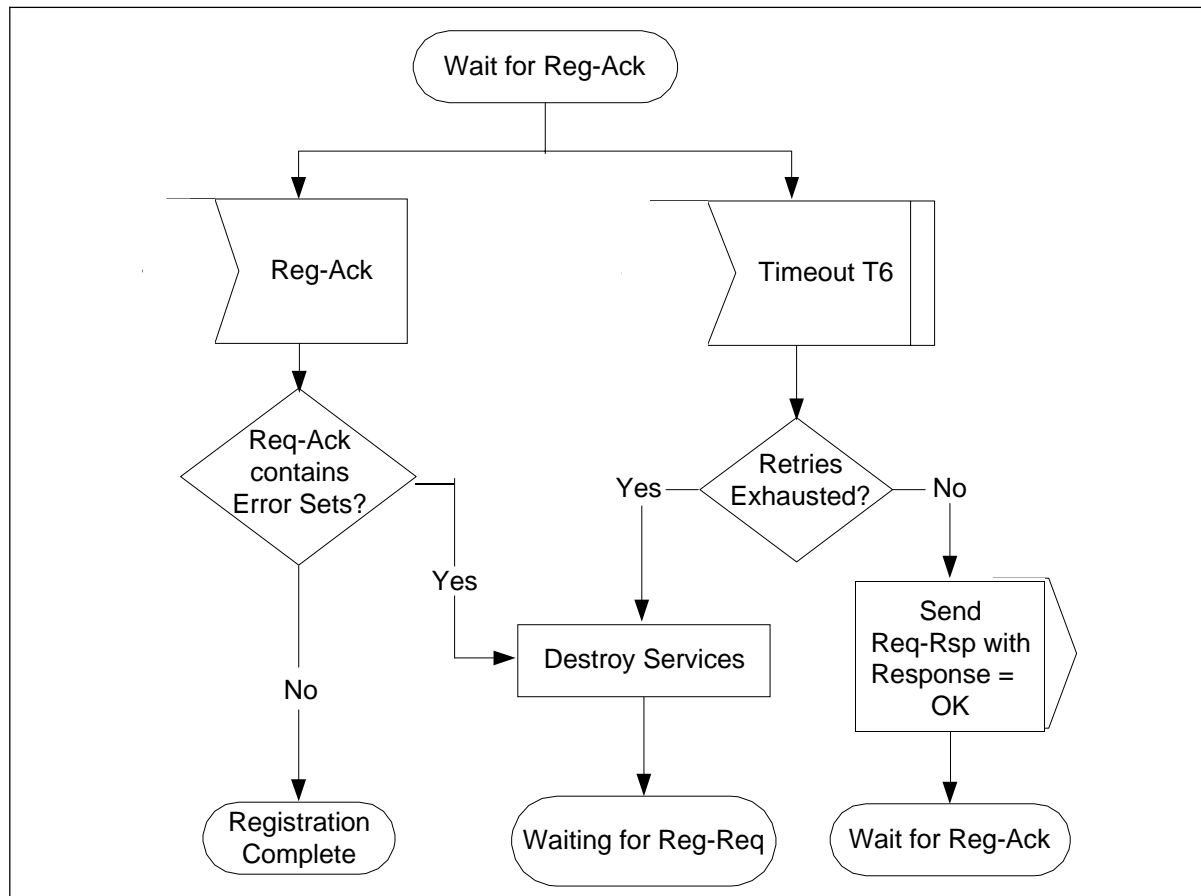 Wait for Reg-Ack
Reg-Ack
Timeout T6
Req-Ack
contains
Error Sets?
Retries
Exhausted?
Yes
No
Yes
Send
Req-Rsp with
Response =
OK
Destroy Services
No
Registration
Complete
Waiting for Reg-Req
Wait for Reg-Ack